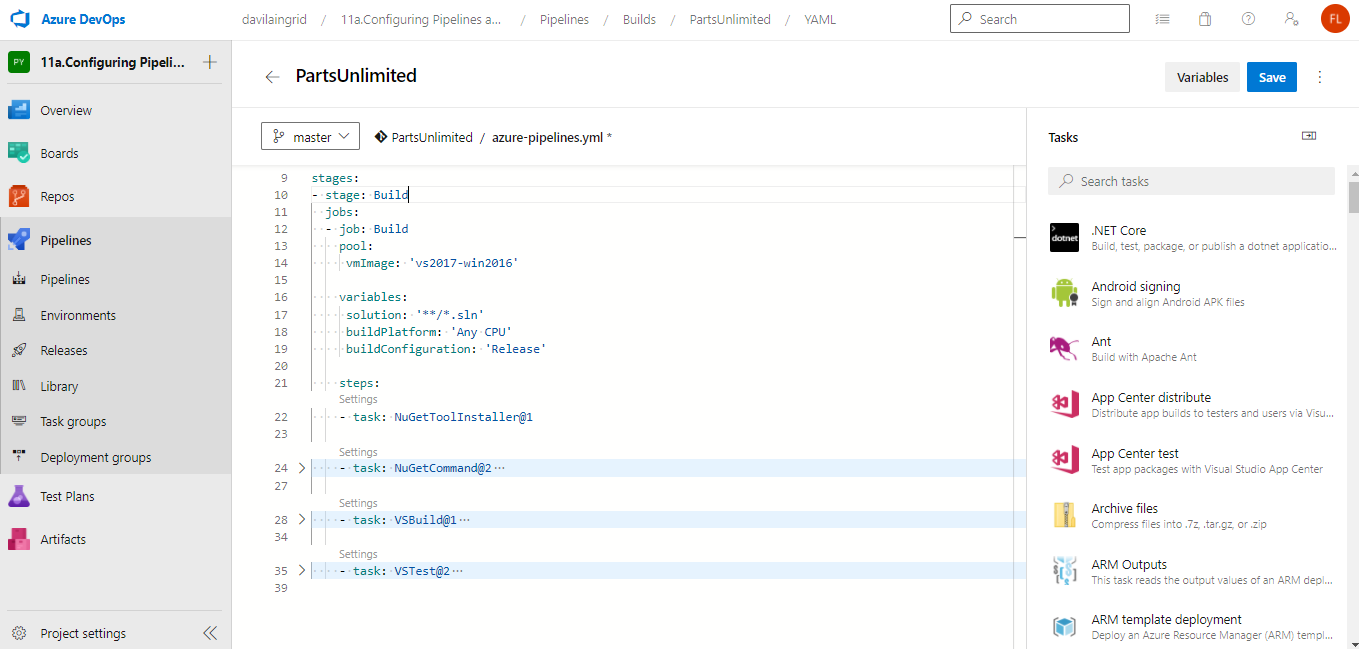 Azure DevOps
davilaingrid / 11a.Configuring Pipelines a... / Pipelines / Builds / PartsUnlimited / YAML
Search
FL
PY 11a.Configuring Pipeli...
Overview
Boards
Repos
Pipelines
Pipelines
Environments
Releases
Library
Task groups
Deployment groups
Test Plans
Artifacts
Project settings
PartsUnlimited
Variables
Save
master
PartsUnlimited / azure-pipelines.yml *
9 stages:
10 - stage: Build
11 jobs:
12 - job: Build
13 pool:
14 vmImage: 'vs2017-win2016'
15
16 variables:
17 solution: '**/*.sln'
18 buildPlatform: 'Any CPU'
19 buildConfiguration: 'Release'
20
21 steps:
Settings
22 - task: NuGetToolInstaller@1
23
Settings
24 - task: NuGetCommand@2...
27
Settings
28 - task: VSBuild@1...
34
Settings
35 - task: VSTest@2...
39
Tasks
Search tasks
dotnet
.NET Core
Build, test, package, or publish a dotnet applicatio...
Android signing
Sign and align Android APK files
Ant
Build with Apache Ant
App Center distribute
Distribute app builds to testers and users via Visu...
App Center test
Test app packages with Visual Studio App Center
Archive files
Compress files into .7z, .tar.gz, or .zip
ARM Outputs
This task reads the output values of an ARM depl...
ARM template deployment
Deploy an Azure Resource Manager (ARM) templ...